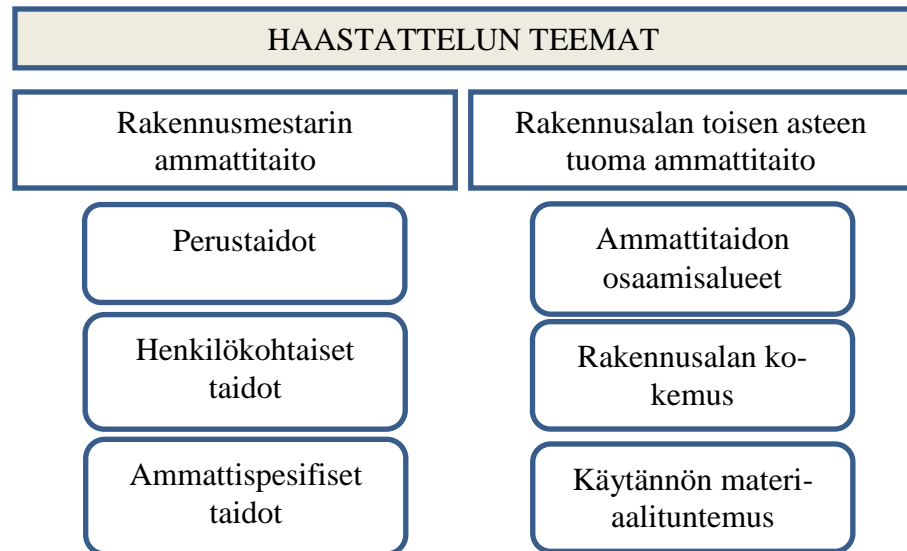 HAASTATTELUN TEEMAT
Rakennusmestarin
ammattitaito
Rakennusalan toisen asteen
tuoma ammattitaito
Perustaidot
Henkilökohtaiset
taidot
Ammattispesifiset
taidot
Ammattitaidon
osaamisalueet
Rakennusalan ko-
kemus
Käytännön materi-
aalituntemus